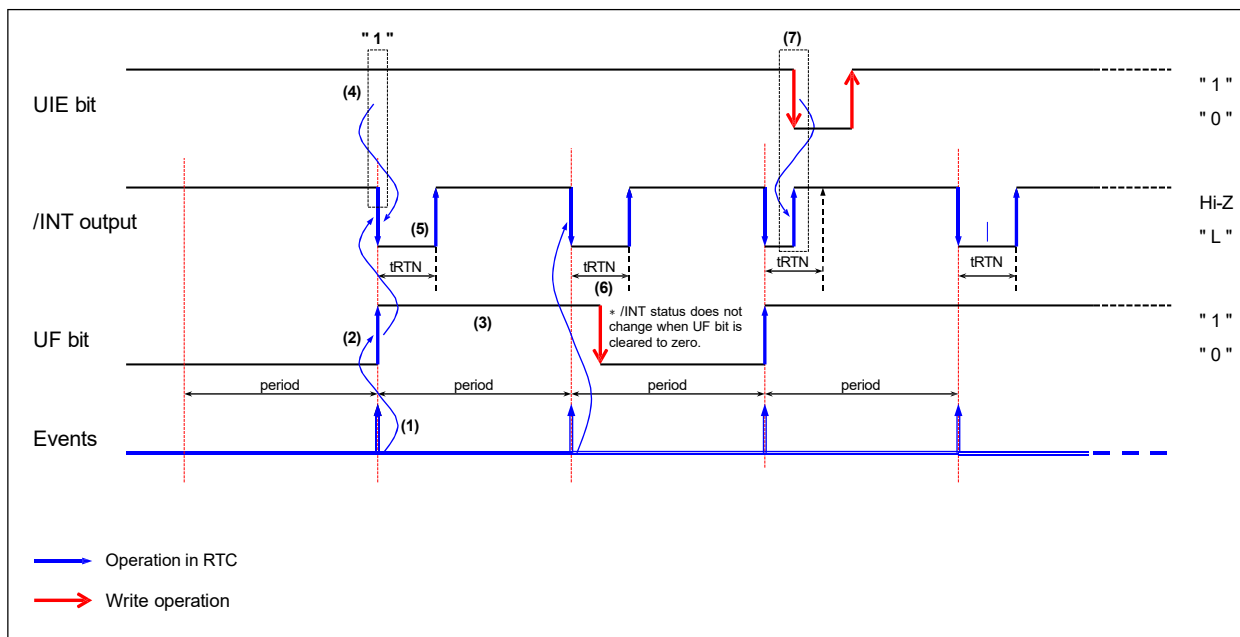 " 1 "
(7)
(4)
UIE bit
" 1 "
" 0 "
/INT output
(5)
Hi-Z
" L "
tRTN
tRTN
tRTN
tRTN
(6)
* /INT status does not
change when UF bit is
cleared to zero.
(2)
(3)
UF bit
" 1 "
" 0 "
period
period
period
period
(1)
Events
Operation in RTC
Write operation